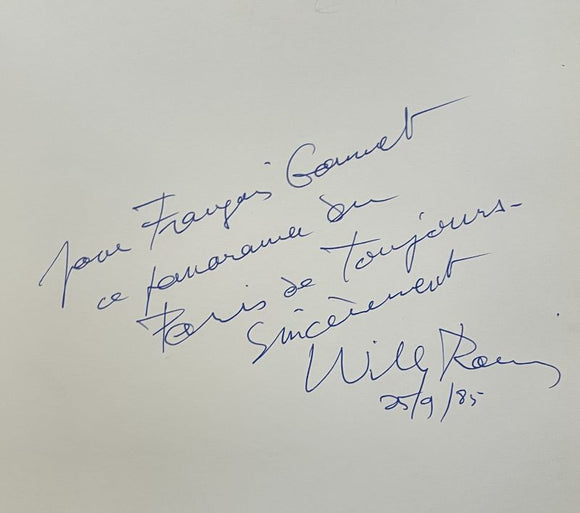 pour François Gonnet
ce panorama du
Paris de Toujours-
Sincèrement
Willy Ronis
25/9/85